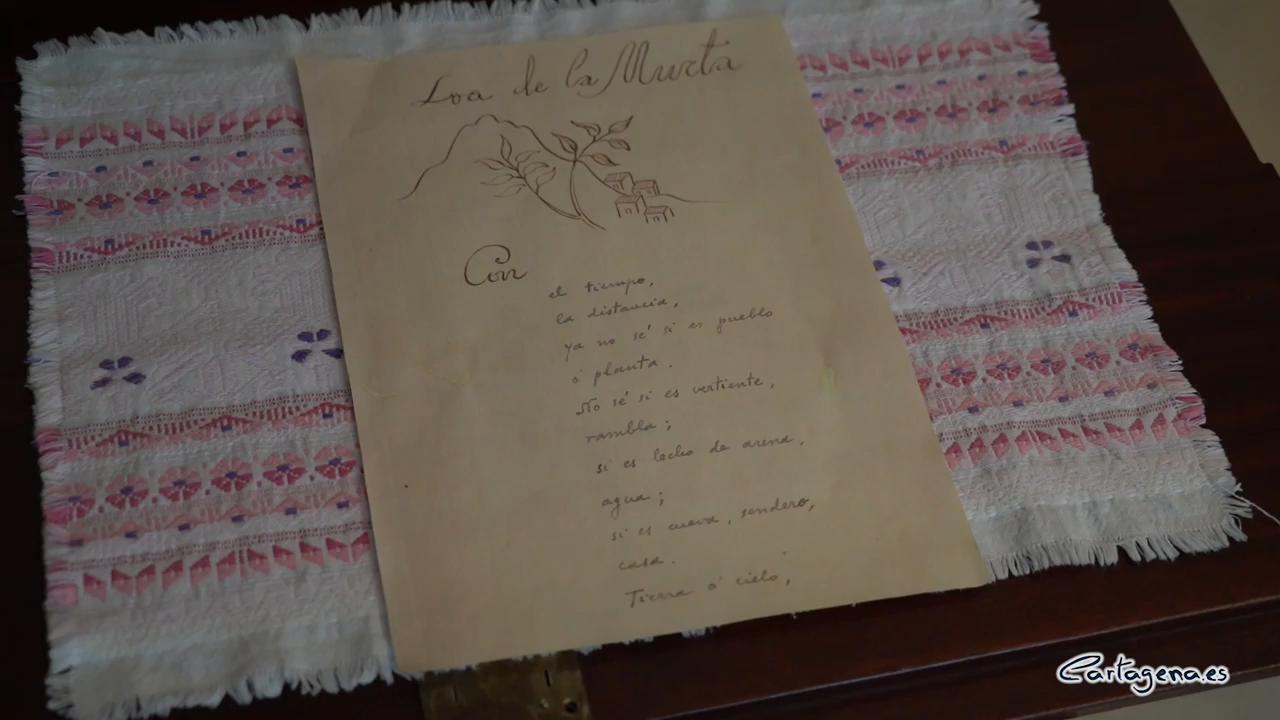 Loa de la Murta
Con
el tiempo,
la distancia,
ya no sé si es pueblo
ó planta.
No sé si es vertiente,
rambla;
si es lecho de arena,
agua;
si es cueva, sendero,
casa.
Tierra ó cielo,
Cartagena.es